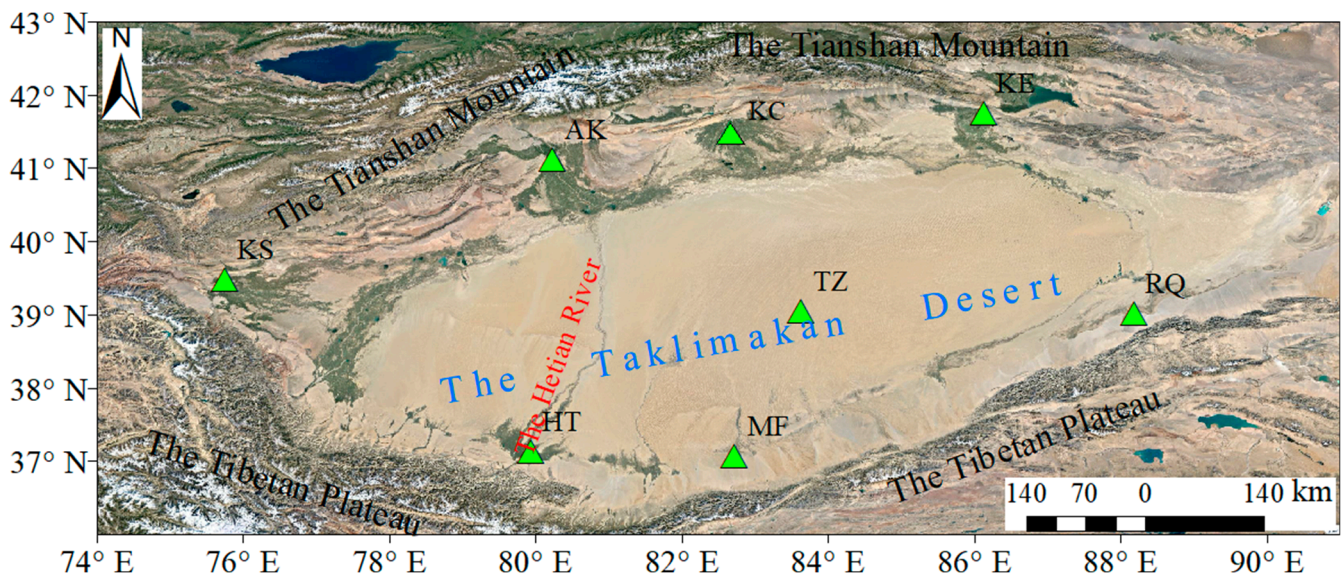 43° N
N
The Tianshan Mountain
The Tianshan Mountain
42° N
KE
KC
AK
41° N
40° N
KS
39° N
TZ
RQ
The Taklimakan Desert
The Hetian River
38° N
HT
MF
37° N
The Tibetan Plateau
The Tibetan Plateau
140 70 0 140 km
74° E 76° E 78° E 80° E 82° E 84° E 86° E 88° E 90° E